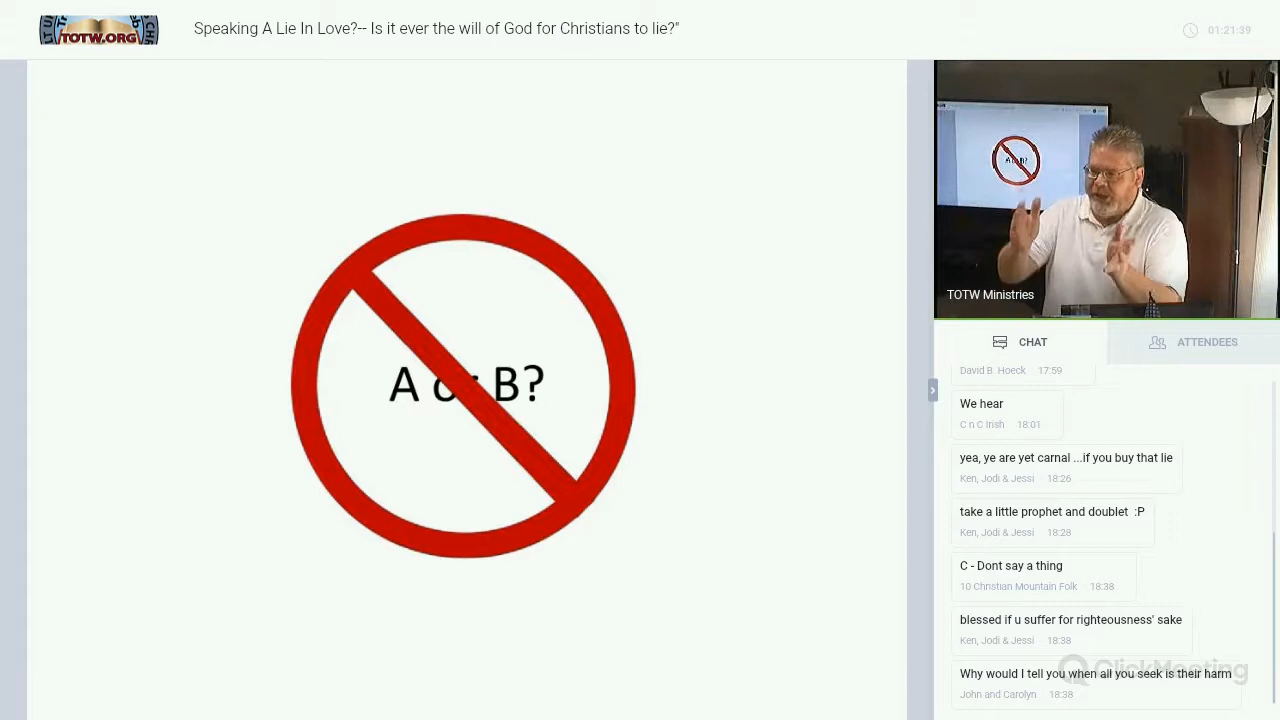 TOTW.ORG
Speaking A Lie In Love?-- Is it ever the will of God for Christians to lie?"
01:21:39
A or B?
TOTW Ministries
CHAT
ATTENDEES
David B. Hoeck 17:59
We hear
C n C Irish 18:01
yea, ye are yet carnal ...if you buy that lie
Ken, Jodi & Jessi 18:26
take a little prophet and doublet :P
Ken, Jodi & Jessi 18:28
C - Dont say a thing
10 Christian Mountain Folk 18:38
blessed if u suffer for righteousness' sake
Ken, Jodi & Jessi 18:38
Why would I tell you when all you seek is their harm
John and Carolyn 18:38
ClickMeeting